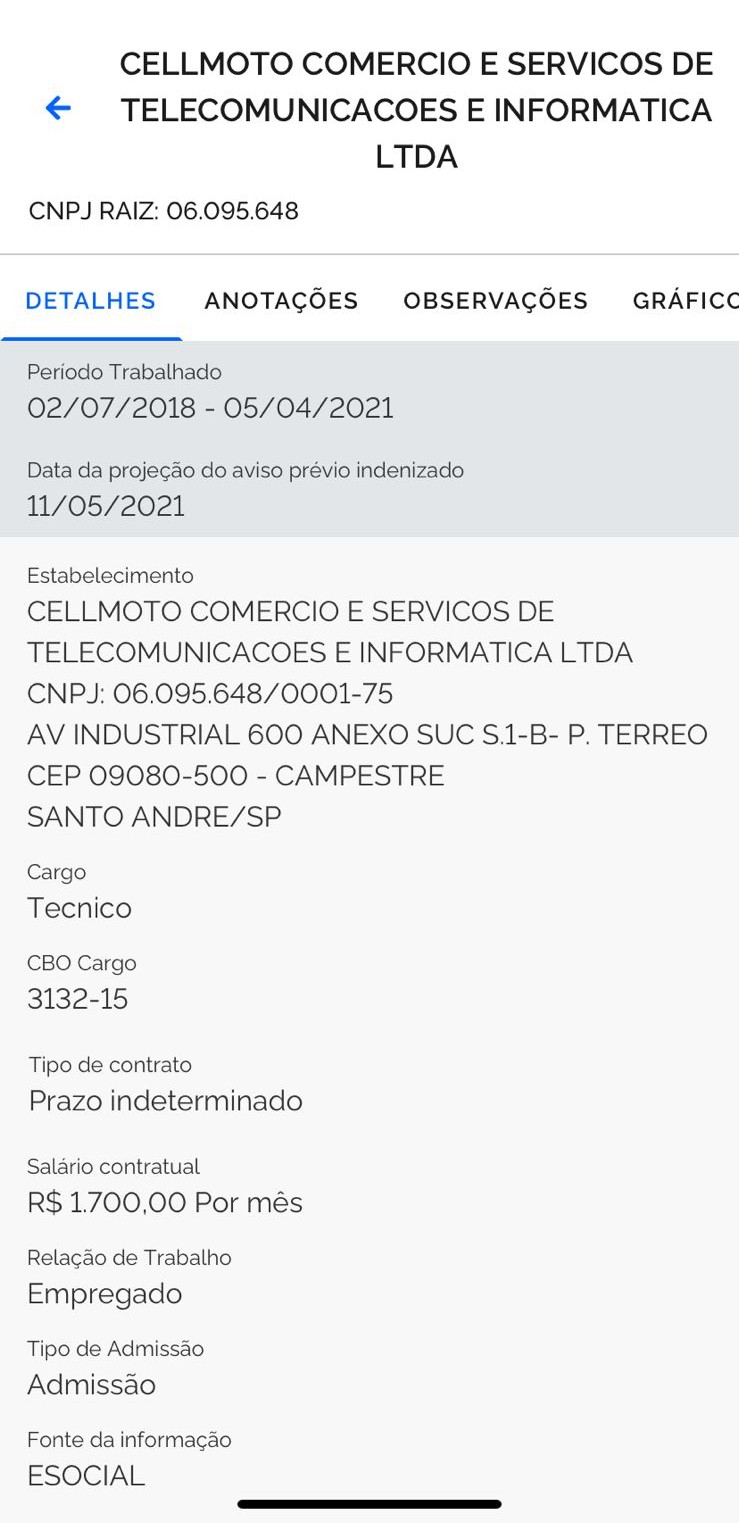 CELLMOTO COMERCIO E SERVICOS DE
TELECOMUNICACOES E INFORMATICA
LTDA
CNPJ RAIZ: 06.095.648
DETALHES ANOTAÇÕES OBSERVAÇÕES GRÁFICO
Período Trabalhado
02/07/2018 - 05/04/2021
Data da projeção do aviso prévio indenizado
11/05/2021
Estabelecimento
CELLMOTO COMERCIO E SERVICOS DE
TELECOMUNICACOES E INFORMATICA LTDA
CNPJ: 06.095.648/0001-75
AV INDUSTRIAL 600 ANEXO SUC S.1-B- P. TERREO
CEP 09080-500 - CAMPESTRE
SANTO ANDRE/SP
Cargo
Tecnico
CBO Cargo
3132-15
Tipo de contrato
Prazo indeterminado
Salário contratual
R$ 1.700,00 Por mês
Relação de Trabalho
Empregado
Tipo de Admissão
Admissão
Fonte da informação
ESOCIAL